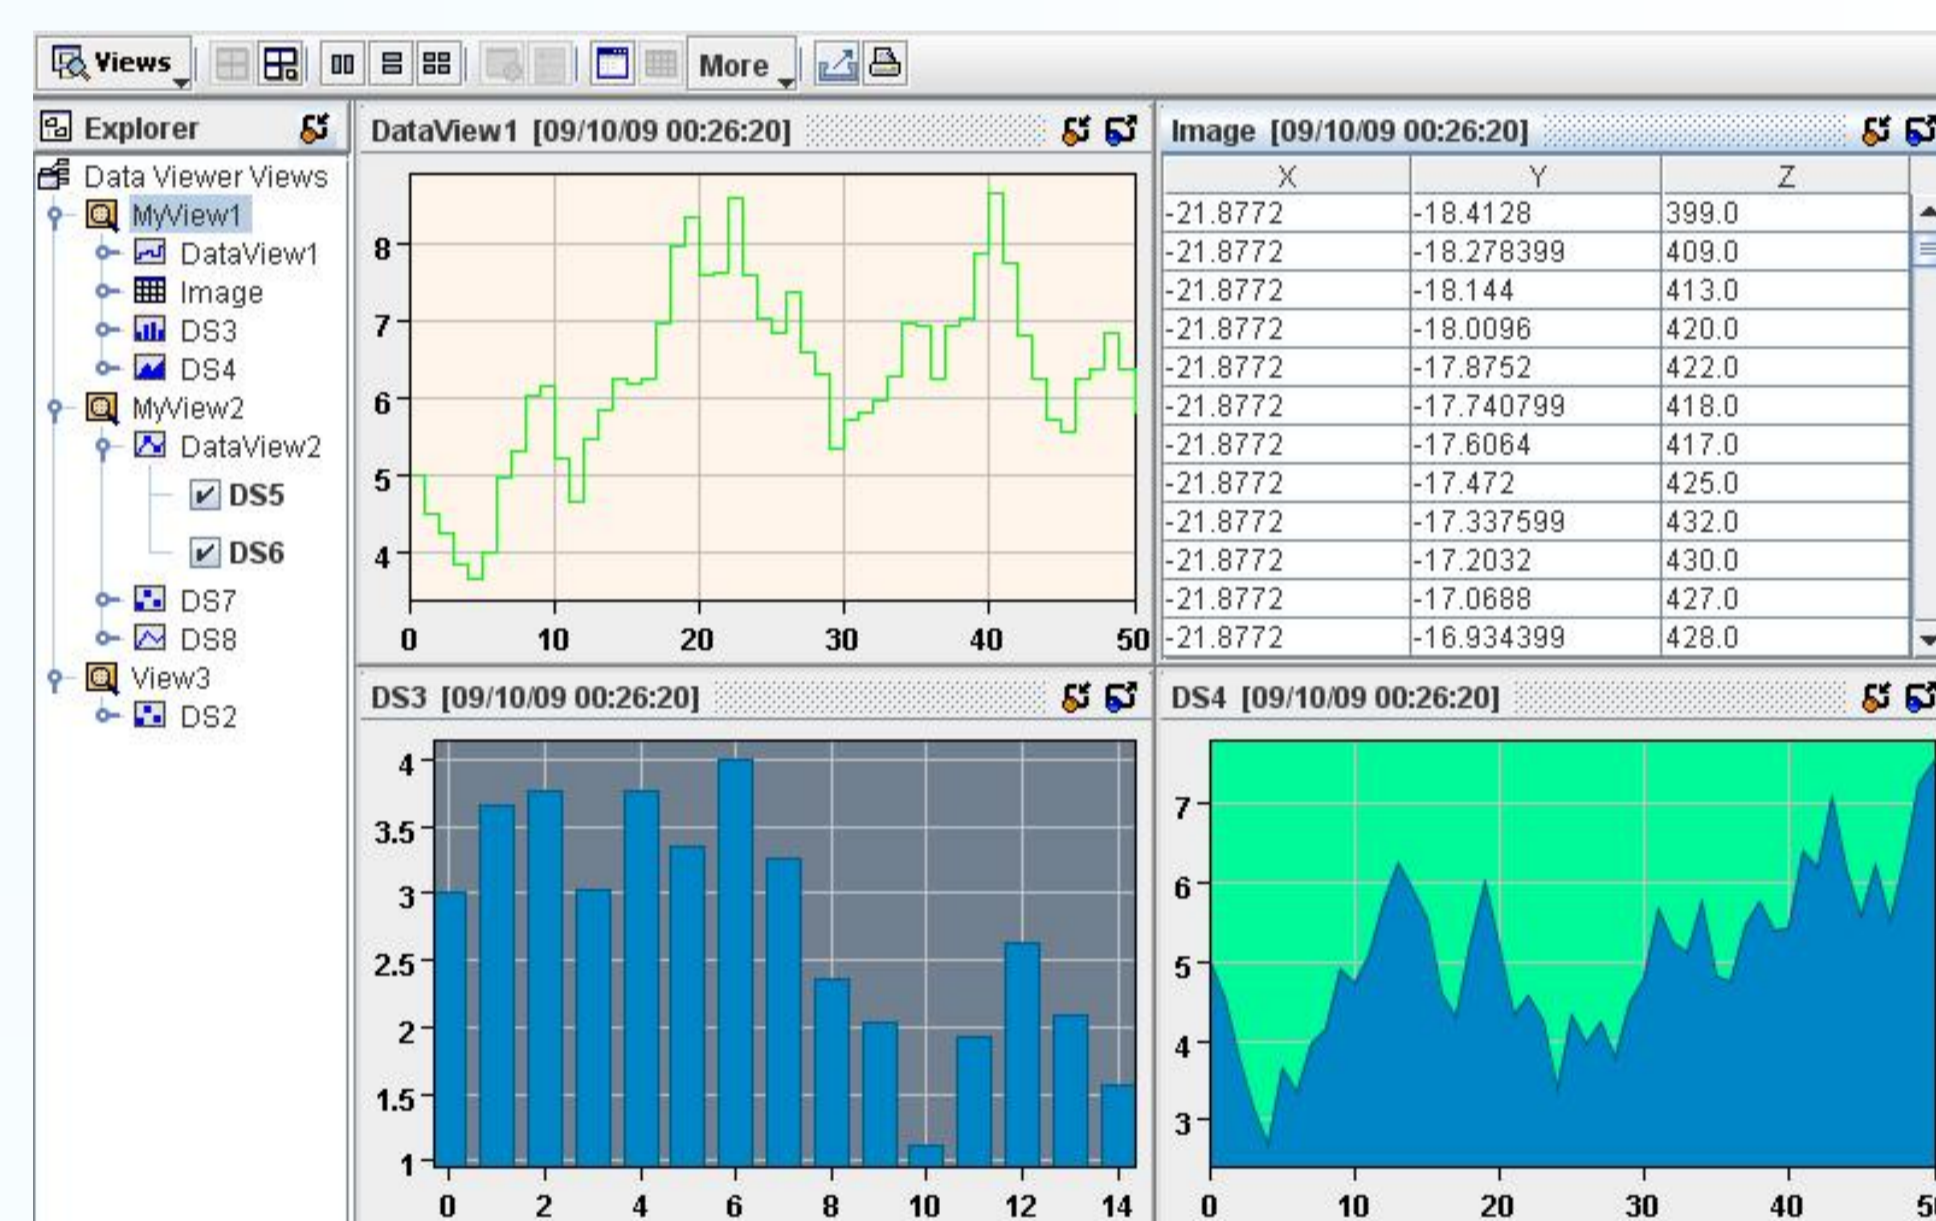 Views More
Explorer
Data Viewer Views
MyView1
DataView1
Image
DS3
DS4
MyView2
DataView2
DS5
DS6
DS7
DS8
View3
DS2
DataView1 [09/10/09 00:26:20]
8
7
6
5
4
0 10 20 30 40 50
Image [09/10/09 00:26:20]
X Y Z
-21.8772 -18.4128 399.0
-21.8772 -18.278399 409.0
-21.8772 -18.144 413.0
-21.8772 -18.0096 420.0
-21.8772 -17.8752 422.0
-21.8772 -17.740799 418.0
-21.8772 -17.6064 417.0
-21.8772 -17.472 425.0
-21.8772 -17.337599 432.0
-21.8772 -17.2032 430.0
-21.8772 -17.0688 427.0
-21.8772 -16.934399 428.0
DS3 [09/10/09 00:26:20]
4
3.5
3
2.5
2
1.5
1
0 2 4 6 8 10 12 14
DS4 [09/10/09 00:26:20]
7
6
5
4
3
0 10 20 30 40